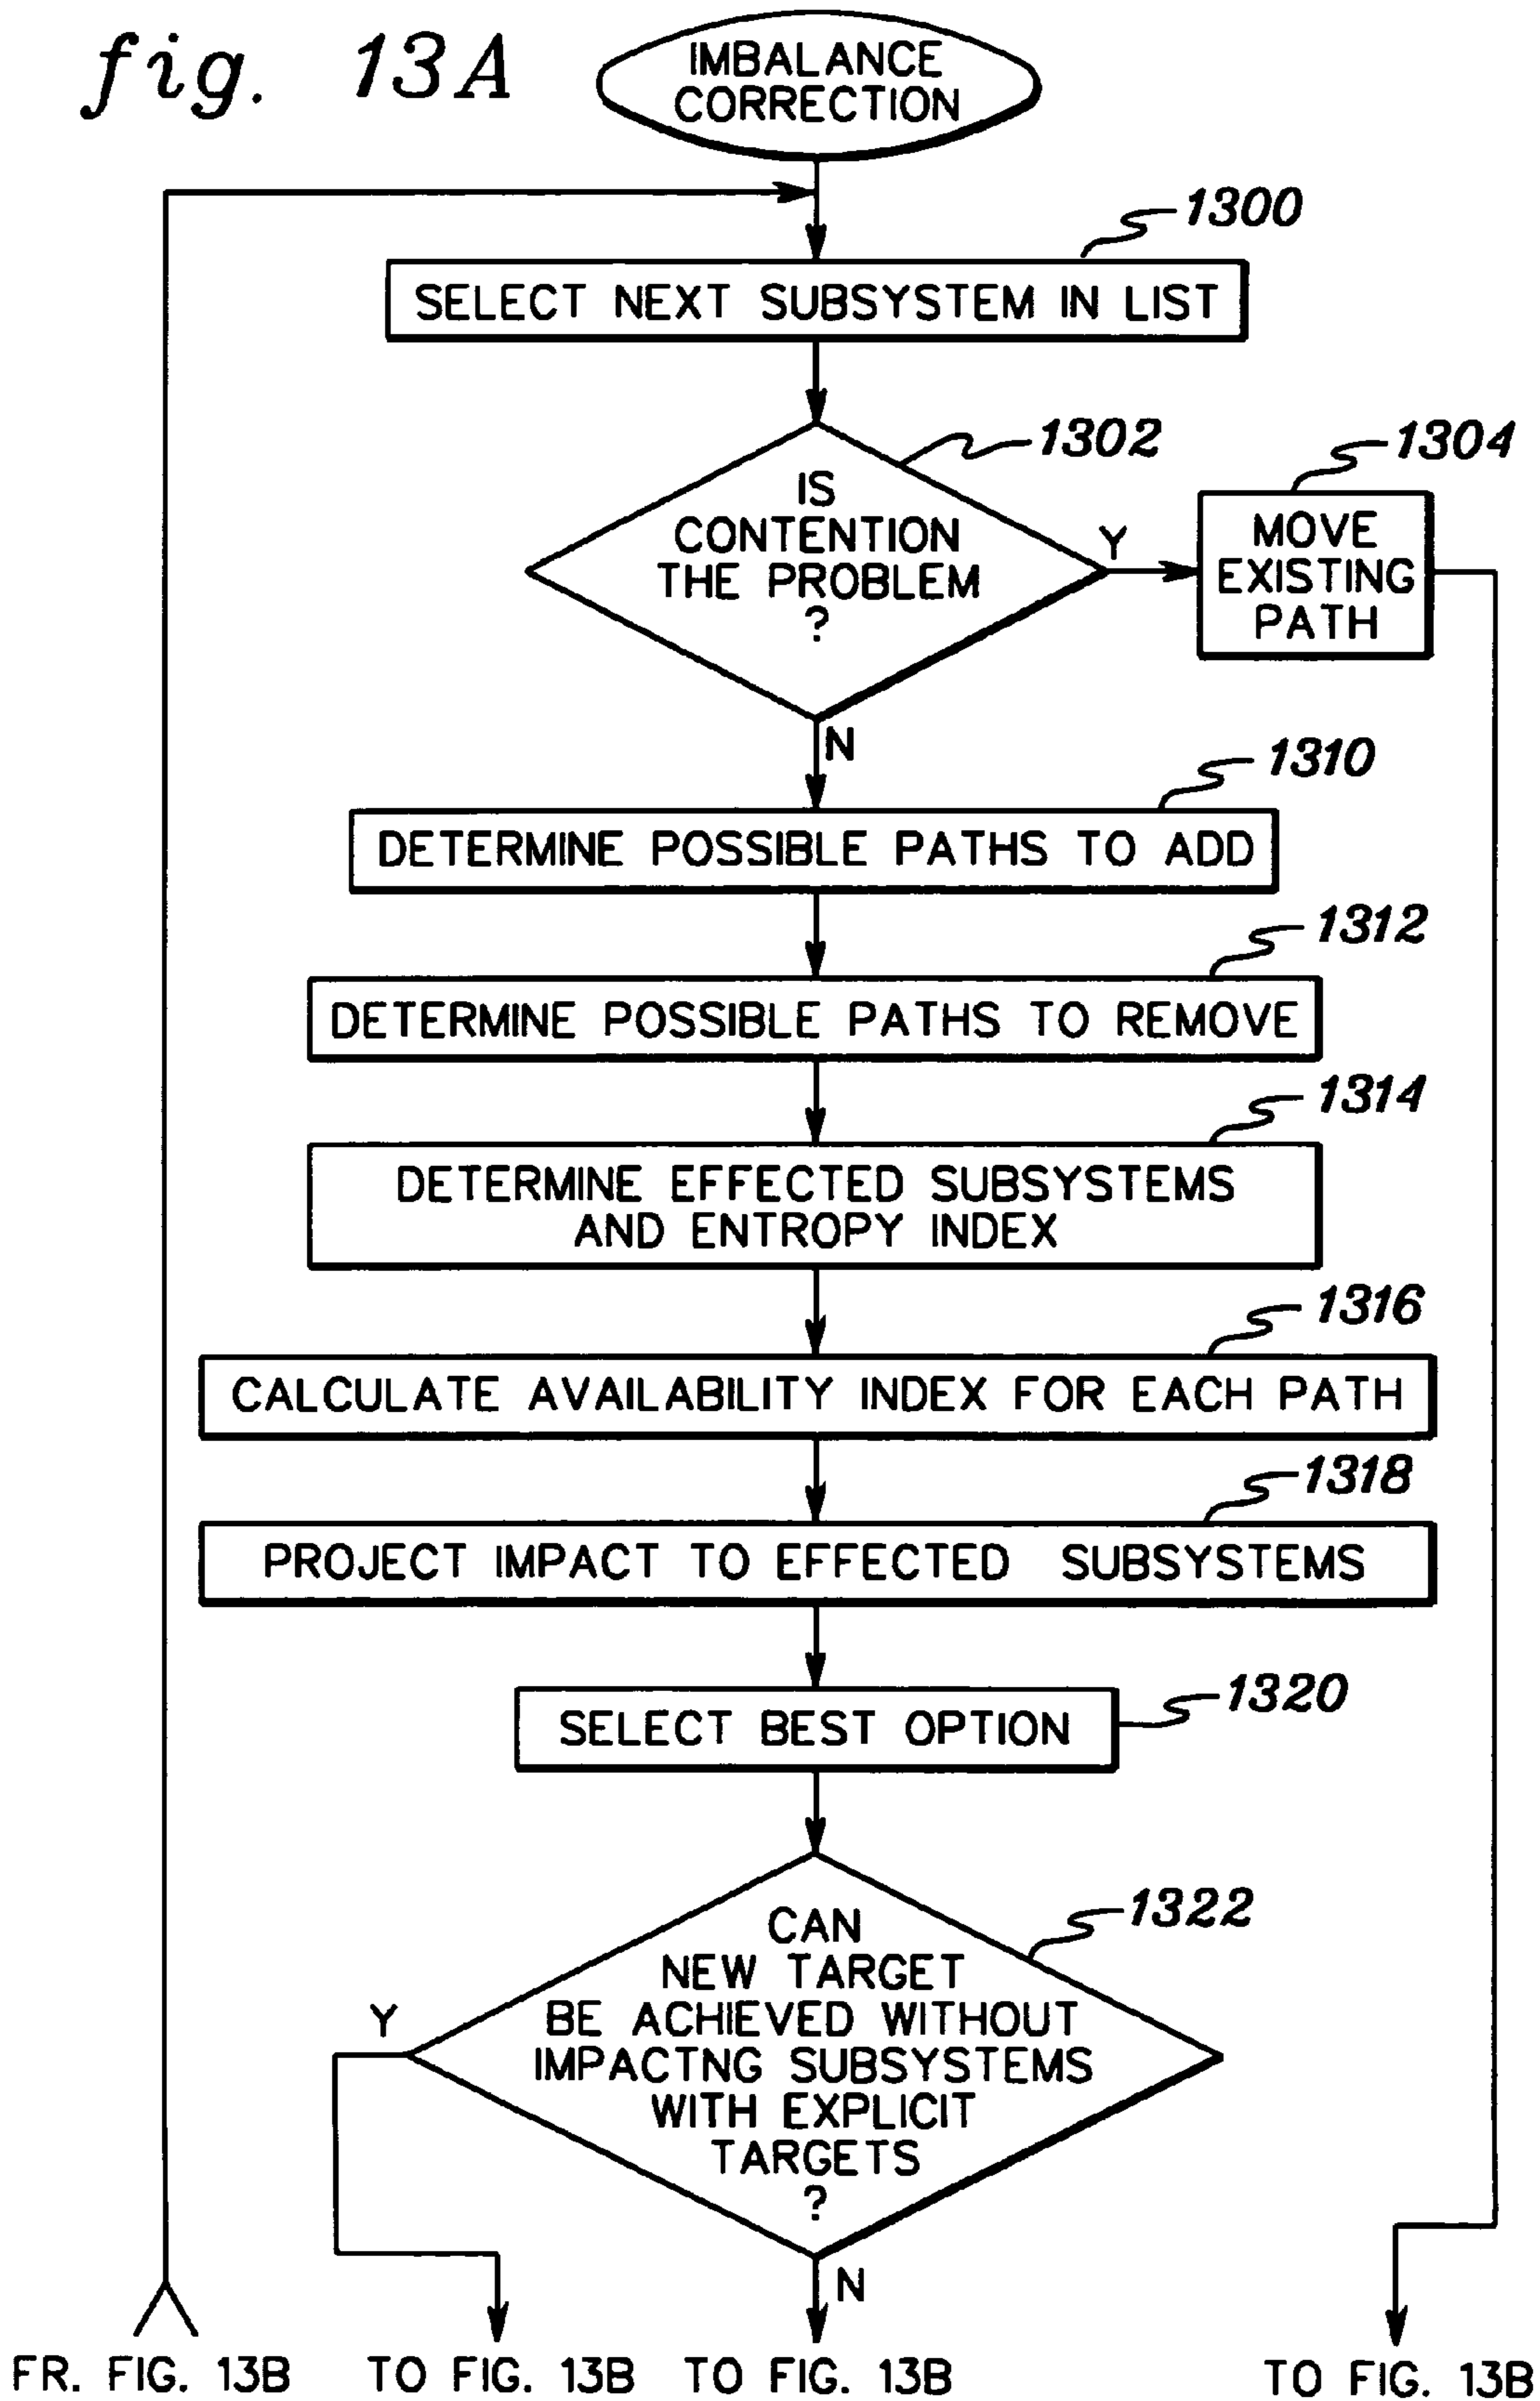 fig. 13A
IMBALANCE
CORRECTION
1300
SELECT NEXT SUBSYSTEM IN LIST
1302
1304
IS
CONTENTION
THE PROBLEM
?
Y
MOVE
EXISTING
PATH
N
1310
DETERMINE POSSIBLE PATHS TO ADD
1312
DETERMINE POSSIBLE PATHS TO REMOVE
1314
DETERMINE EFFECTED SUBSYSTEMS
AND ENTROPY INDEX
1316
CALCULATE AVAILABILITY INDEX FOR EACH PATH
1318
PROJECT IMPACT TO EFFECTED SUBSYSTEMS
1320
SELECT BEST OPTION
1322
CAN
NEW TARGET
BE ACHIEVED WITHOUT
IMPACTNG SUBSYSTEMS
WITH EXPLICIT
TARGETS
?
Y
N
FR. FIG. 13B
TO FIG. 13B
TO FIG. 13B
TO FIG. 13B